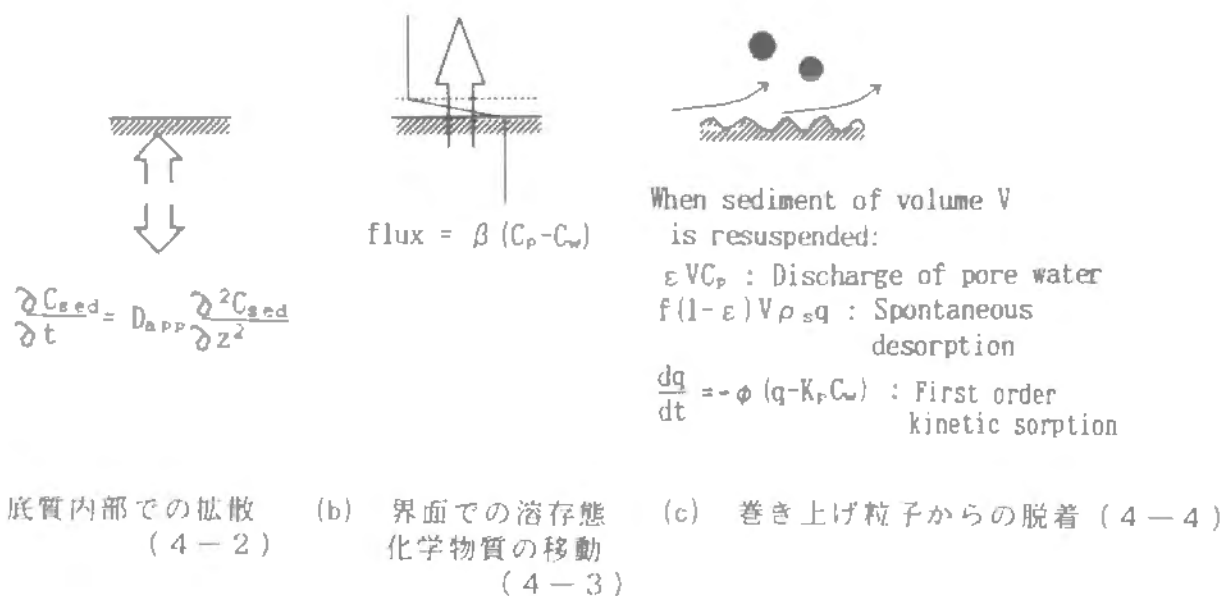 ∂C_sed/∂t = D_app ∂²C_sed/∂z²
底質内部での拡散
(4-2)
flux = β(C_p-C_w)
(b) 界面での溶存態
化学物質の移動
(4-3)
When sediment of volume V
is resuspended:
εVC_p : Discharge of pore water
f(1-ε)Vρ_s q : Spontaneous
desorption
dq/dt = -φ(q-K_pC_w) : First order
kinetic sorption
(c) 巻き上げ粒子からの脱着 (4-4)